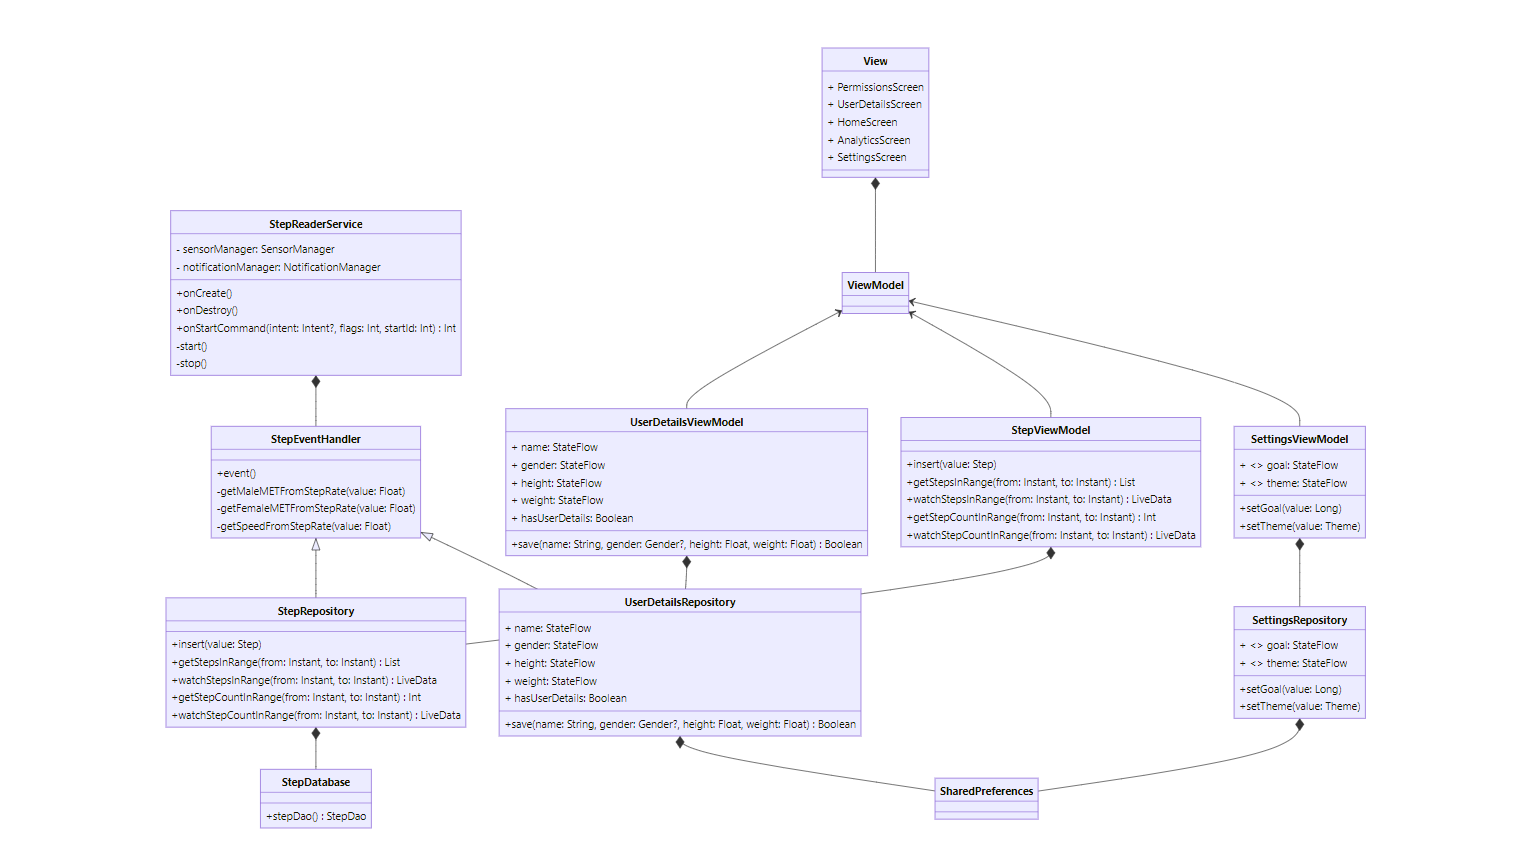 View
+ PermissionsScreen
+ UserDetailsScreen
+ HomeScreen
+ AnalyticsScreen
+ SettingsScreen
StepReaderService
- sensorManager: SensorManager
- notificationManager: NotificationManager
+onCreate()
+onDestroy()
+onStartCommand(intent: Intent?, flags: Int, startId: Int) : Int
-start()
-stop()
ViewModel
StepEventHandler
+event()
-getMaleMETFromStepRate(value: Float)
-getFemaleMETFromStepRate(value: Float)
-getSpeedFromStepRate(value: Float)
UserDetailsViewModel
+ name: StateFlow
+ gender: StateFlow
+ height: StateFlow
+ weight: StateFlow
+ hasUserDetails: Boolean
+save(name: String, gender: Gender?, height: Float, weight: Float) : Boolean
StepViewModel
+insert(value: Step)
+getStepsInRange(from: Instant, to: Instant) : List
+watchStepsInRange(from: Instant, to: Instant) : LiveData
+getStepCountInRange(from: Instant, to: Instant) : Int
+watchStepCountInRange(from: Instant, to: Instant) : LiveData
SettingsViewModel
+ <> goal: StateFlow
+ <> theme: StateFlow
+setGoal(value: Long)
+setTheme(value: Theme)
StepRepository
+insert(value: Step)
+getStepsInRange(from: Instant, to: Instant) : List
+watchStepsInRange(from: Instant, to: Instant) : LiveData
+getStepCountInRange(from: Instant, to: Instant) : Int
+watchStepCountInRange(from: Instant, to: Instant) : LiveData
UserDetailsRepository
+ name: StateFlow
+ gender: StateFlow
+ height: StateFlow
+ weight: StateFlow
+ hasUserDetails: Boolean
+save(name: String, gender: Gender?, height: Float, weight: Float) : Boolean
SettingsRepository
+ <> goal: StateFlow
+ <> theme: StateFlow
+setGoal(value: Long)
+setTheme(value: Theme)
StepDatabase
+stepDao() : StepDao
SharedPreferences